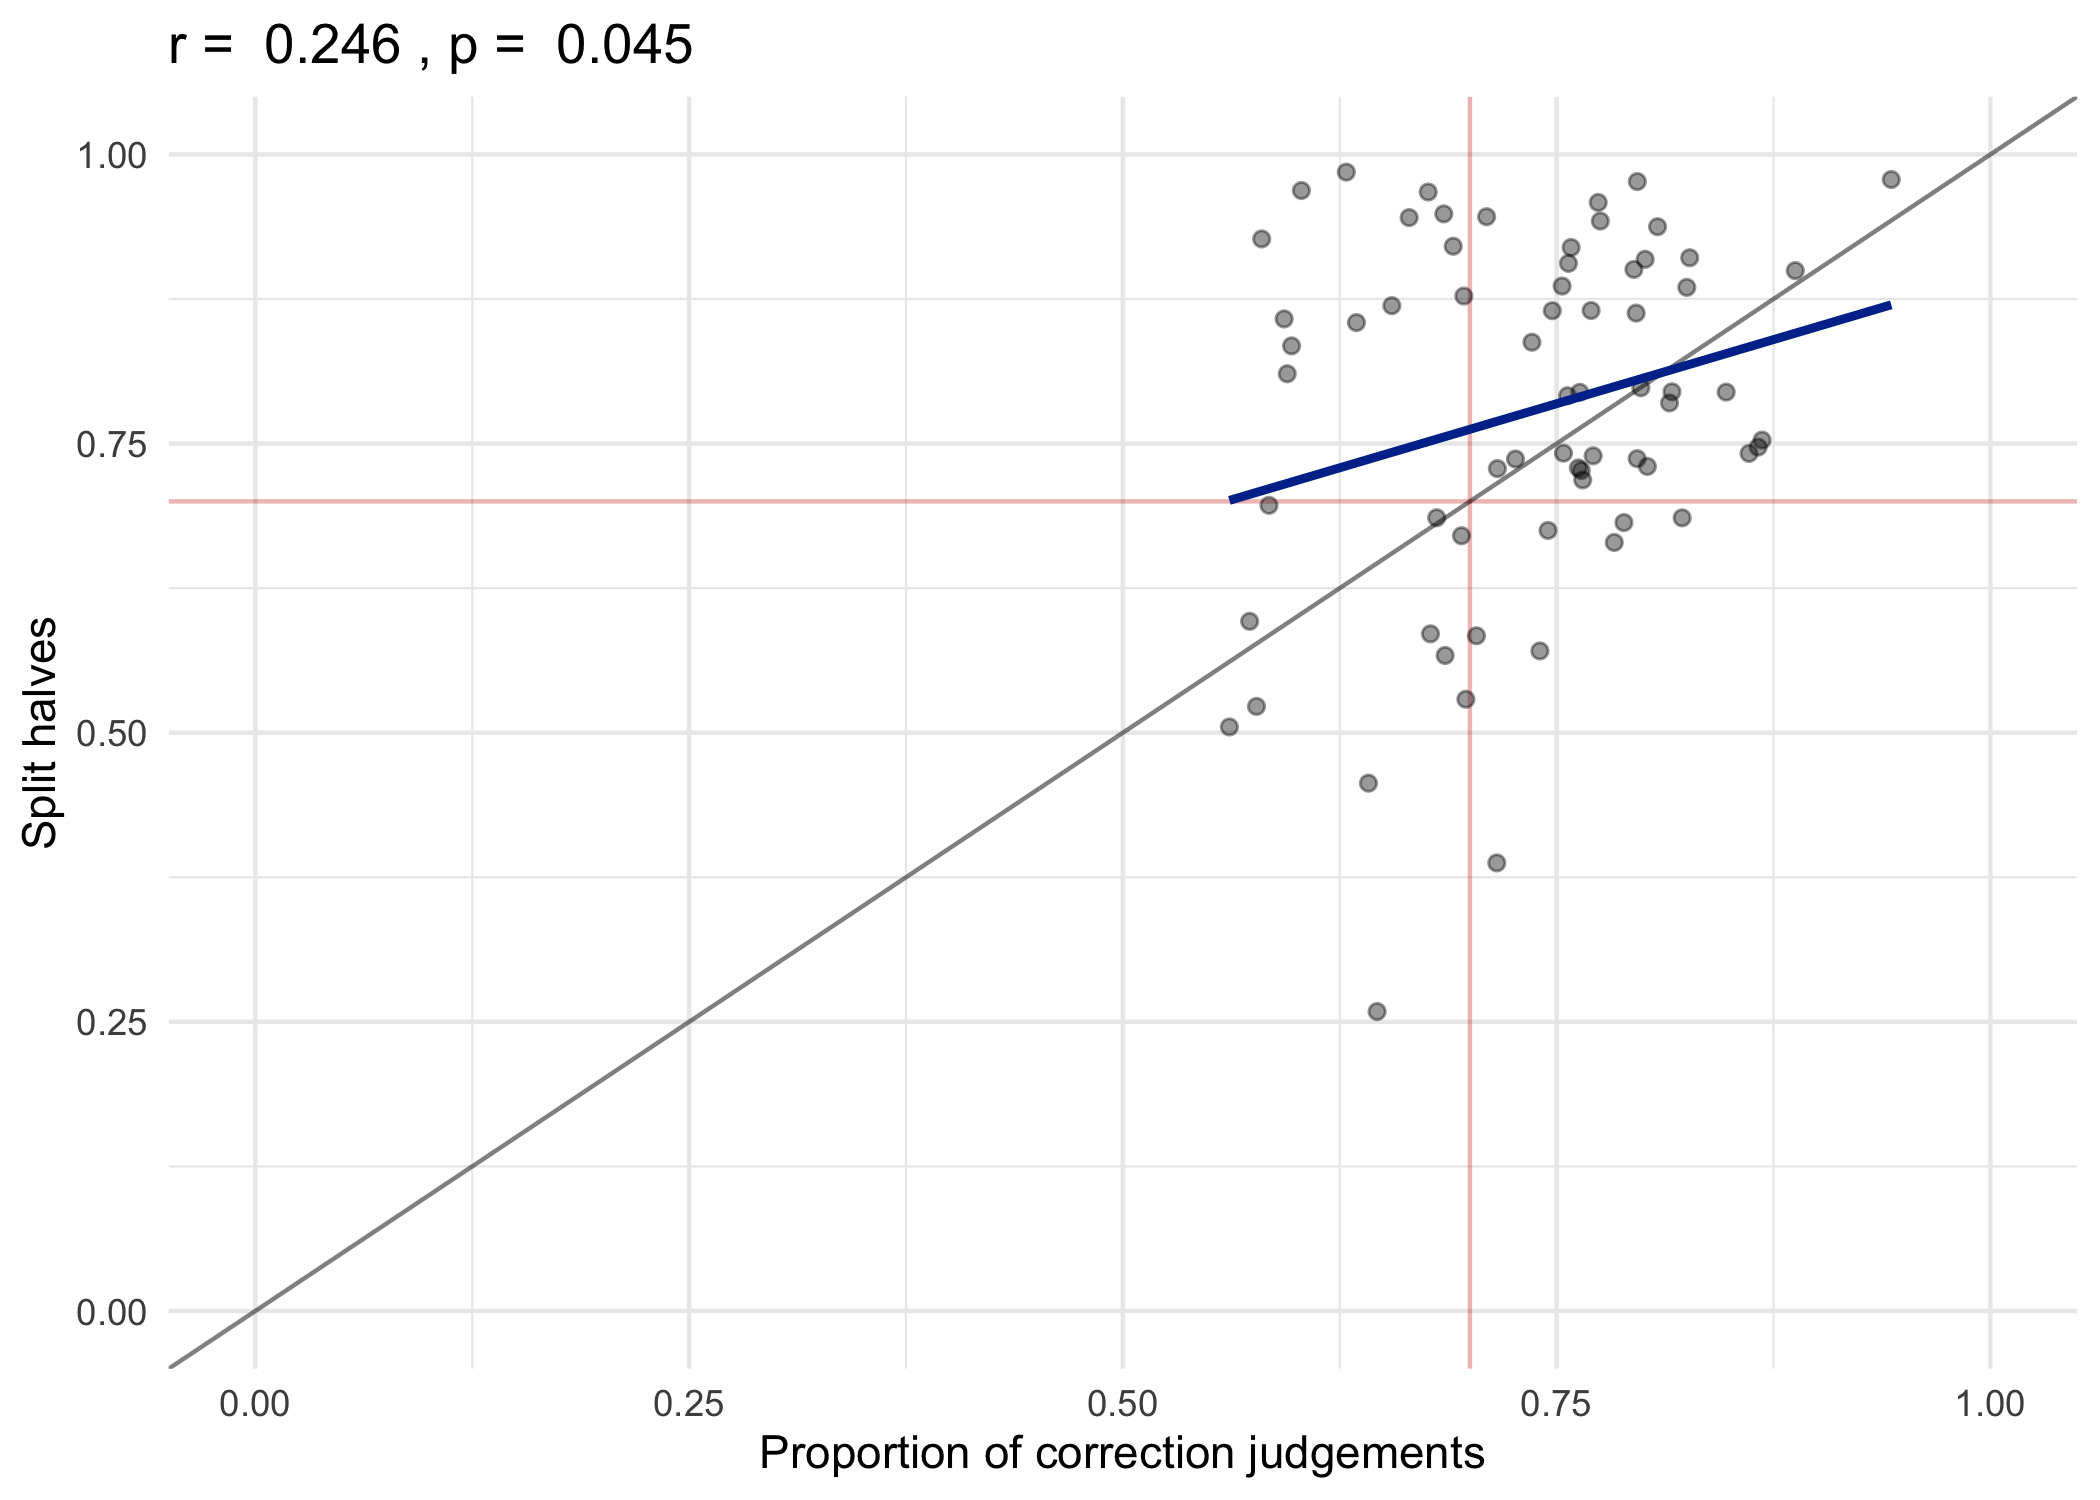 r =  0.246 , p =  0.045
1.00
0.75
0.50
0.25
0.00
Split halves
0.00 0.25 0.50 0.75 1.00
Proportion of correction judgements